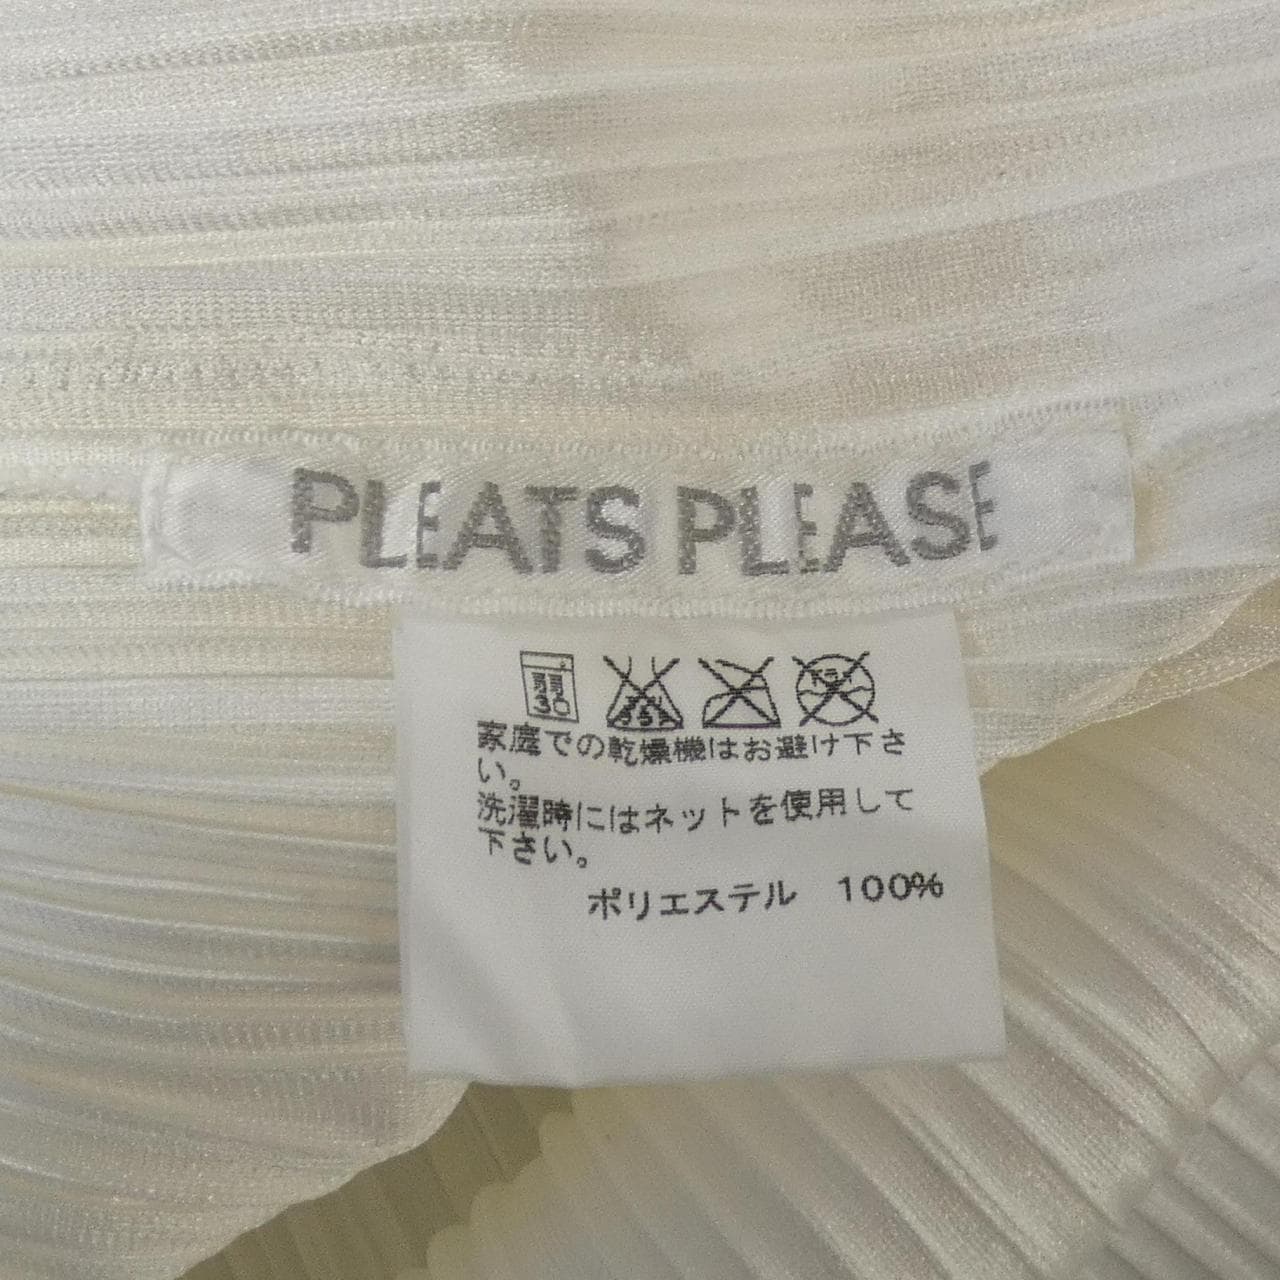 PLEATS PLEASE
弱
30
家庭での乾燥機はお避け下さ
い。
洗濯時にはネットを使用して
下さい。
ポリエステル 100%